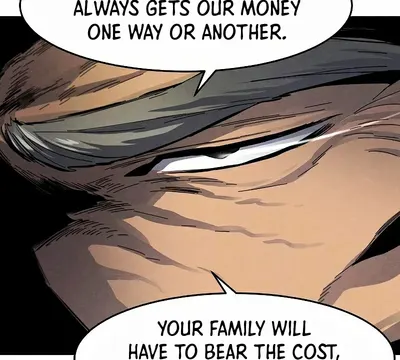 ALWAYS GETS OUR MONEY
ONE WAY OR ANOTHER.
YOUR FAMILY WILL
HAVE TO BEAR THE COST,